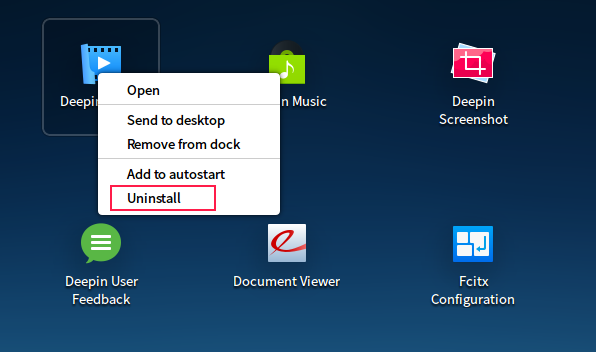 Deepin
n Music
Deepin
Screenshot
Open
Send to desktop
Remove from dock
Add to autostart
Uninstall
Deepin User
Feedback
Document Viewer
Fcitx
Configuration